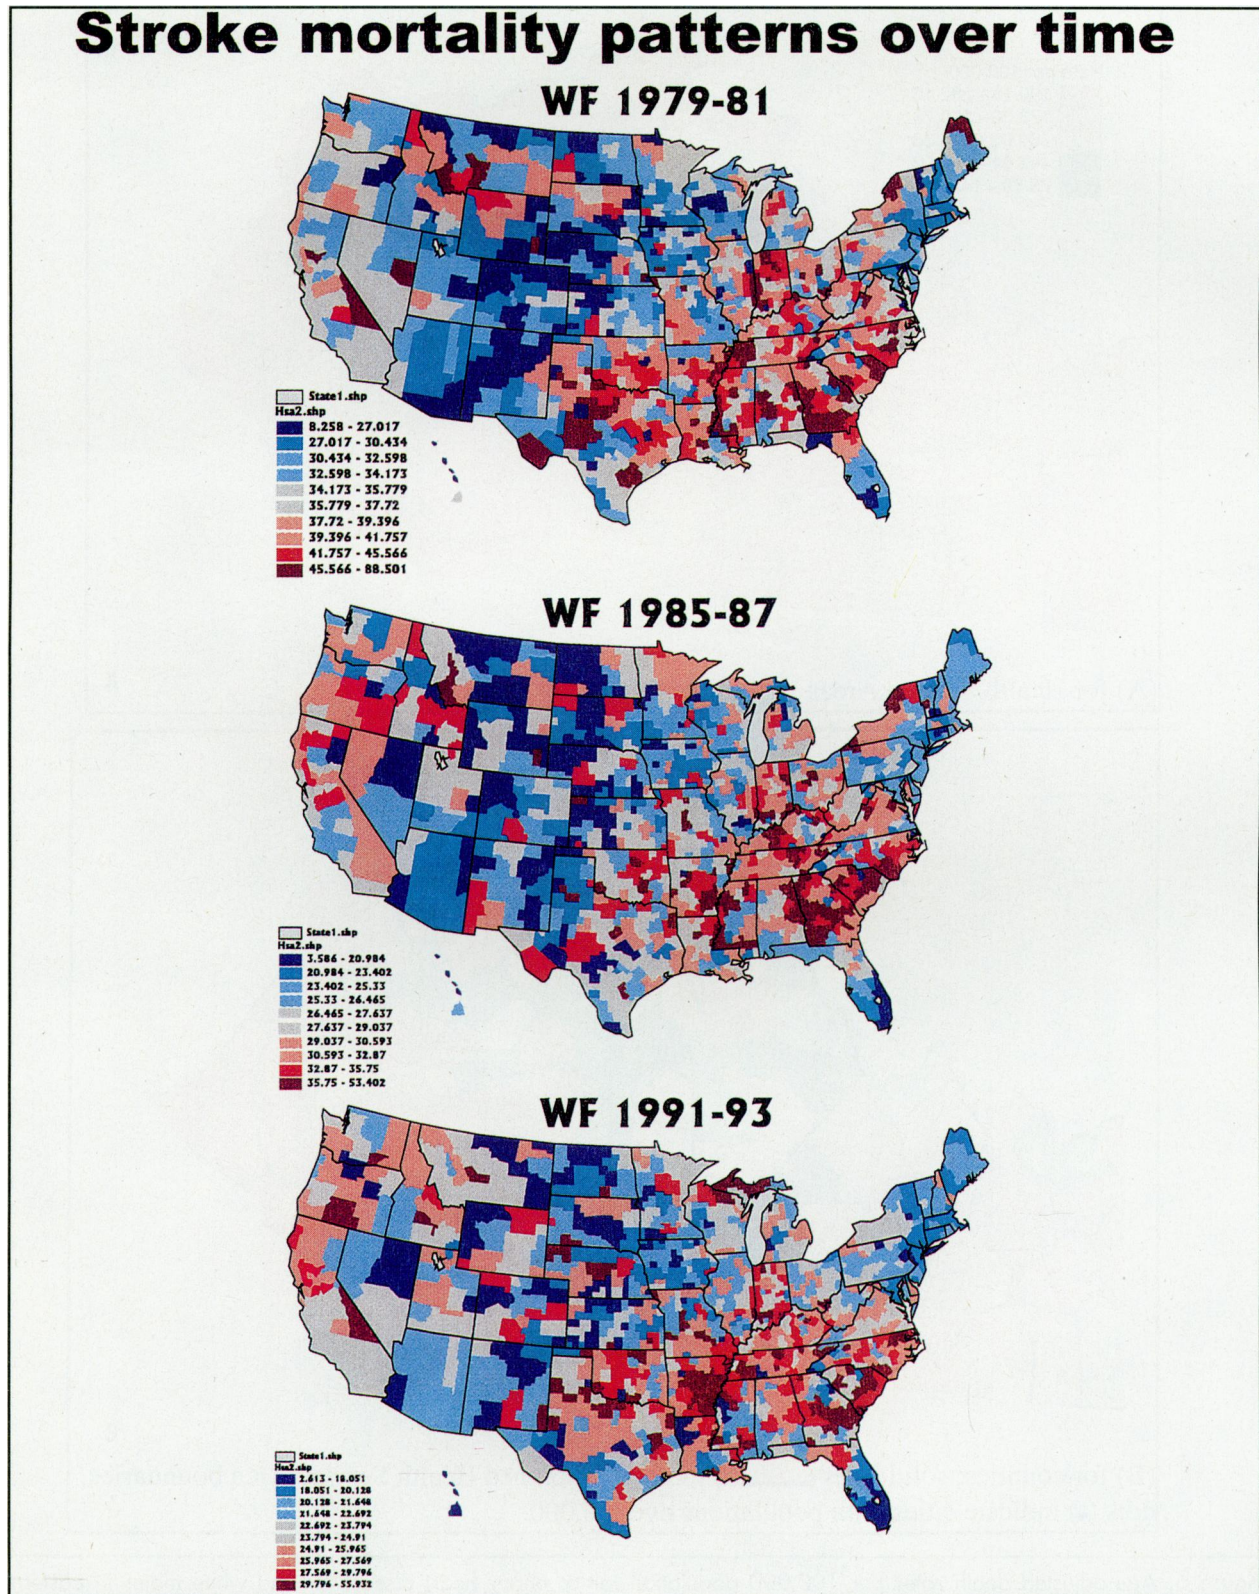 Stroke mortality patterns over time
WF 1979-81
State1.shp
Hsa2.shp
8.258 - 27.017
27.017 - 30.434
30.434 - 32.598
32.598 - 34.173
34.173 - 35.779
35.779 - 37.72
37.72 - 39.396
39.396 - 41.757
41.757 - 45.566
45.566 - 88.501
WF 1985-87
State1.shp
Hsa2.shp
3.586 - 20.984
20.984 - 23.402
23.402 - 25.33
25.33 - 26.465
26.465 - 27.637
27.637 - 29.037
29.037 - 30.593
30.593 - 32.87
32.87 - 35.75
35.75 - 53.402
WF 1991-93
State1.shp
Hsa2.shp
2.613 - 18.051
18.051 - 20.128
20.128 - 21.648
21.648 - 22.692
22.692 - 23.794
23.794 - 24.91
24.91 - 25.965
25.965 - 27.569
27.569 - 29.796
29.796 - 55.932